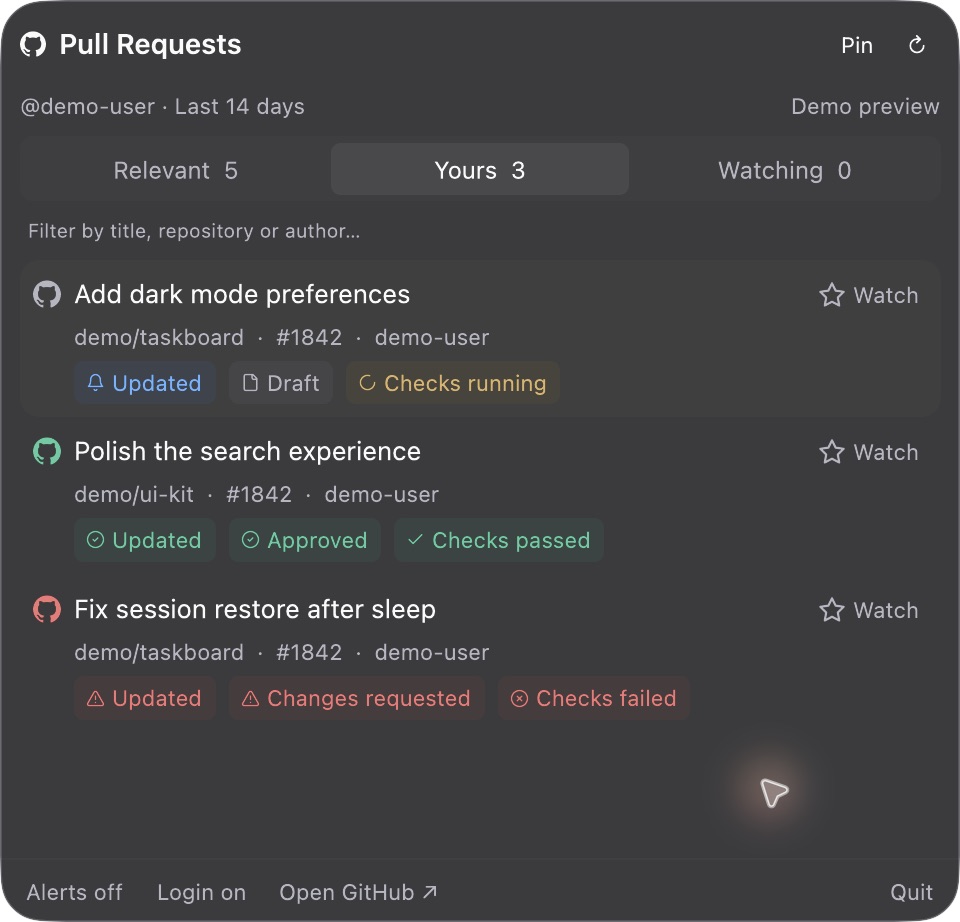 Pull Requests Pin
@demo-user · Last 14 days Demo preview
Relevant 5 Yours 3 Watching 0
Filter by title, repository or author...
Add dark mode preferences Watch
demo/taskboard · #1842 · demo-user
Updated Draft Checks running
Polish the search experience Watch
demo/ui-kit · #1842 · demo-user
Updated Approved Checks passed
Fix session restore after sleep Watch
demo/taskboard · #1842 · demo-user
Updated Changes requested Checks failed
Alerts off Login on Open GitHub ↗ Quit